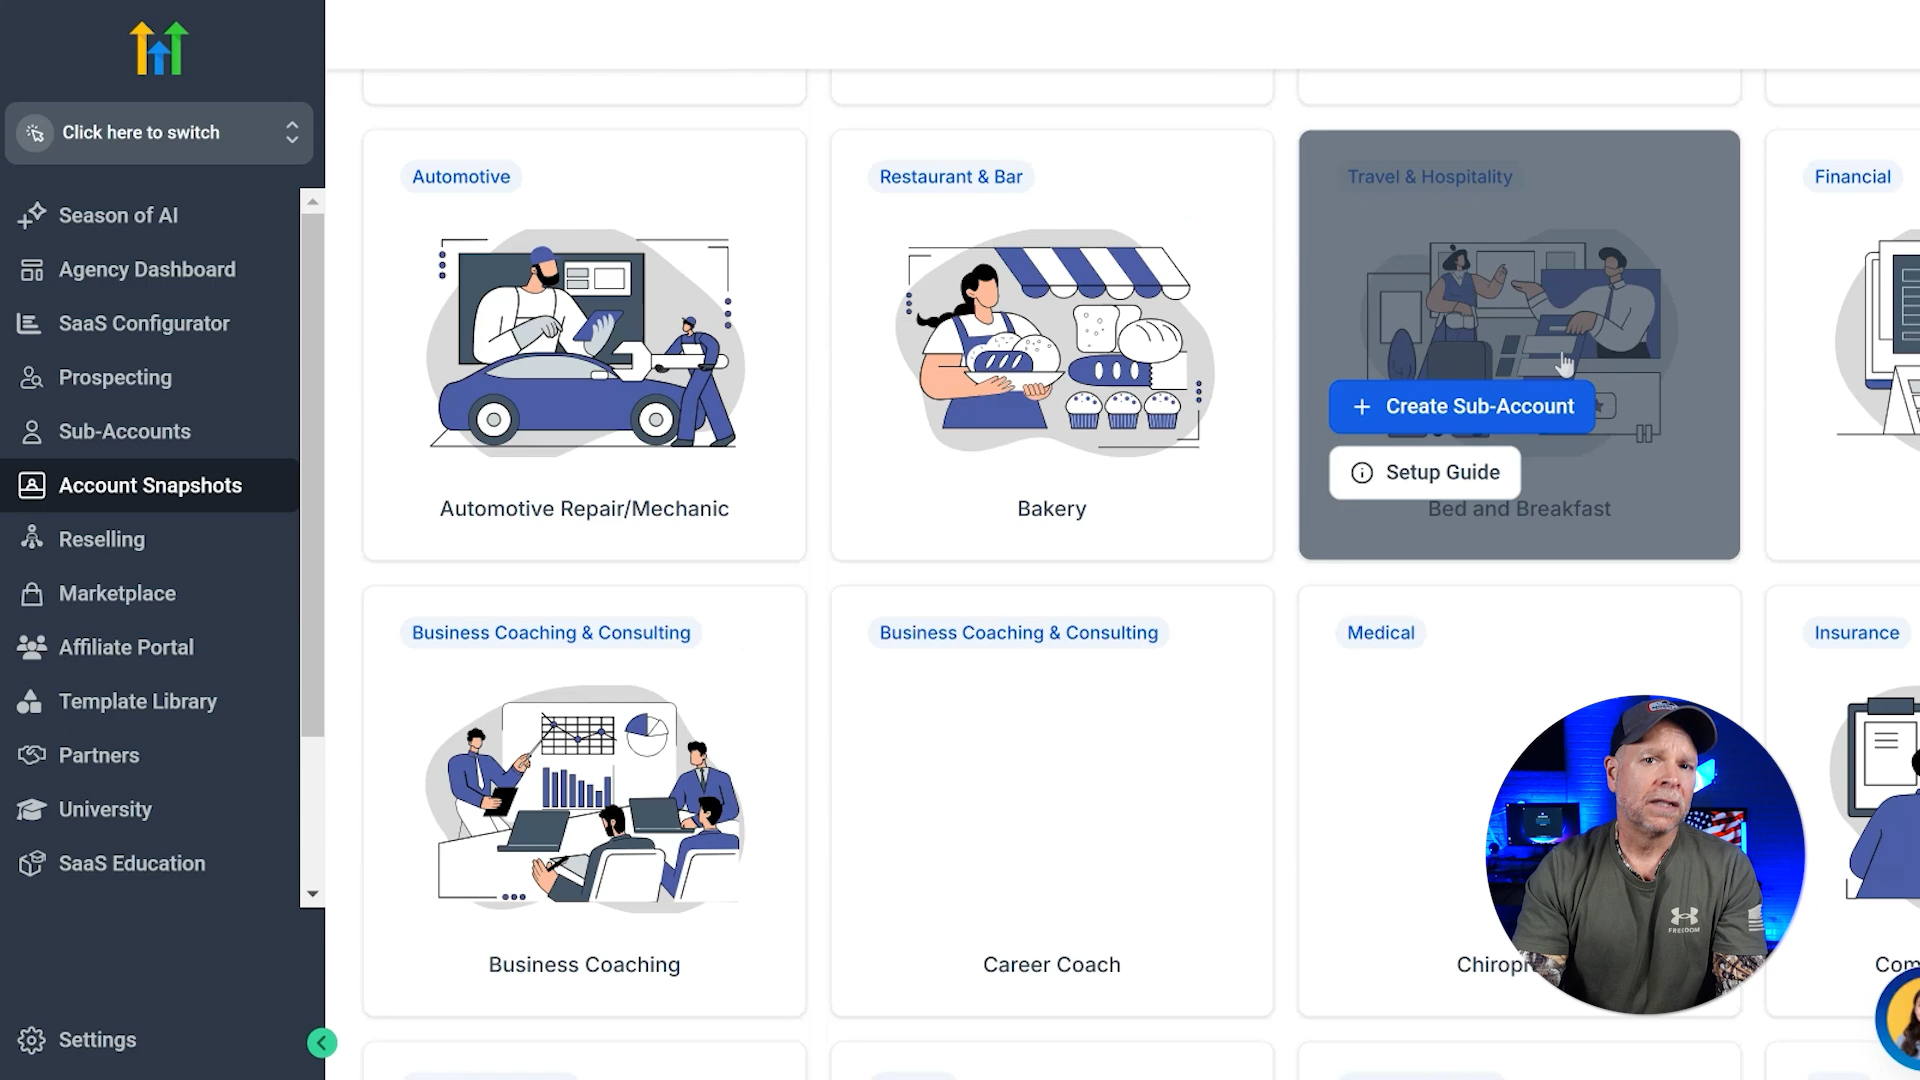 Click here to switch
Season of AI
Agency Dashboard
SaaS Configurator
Prospecting
Sub-Accounts
Account Snapshots
Reselling
Marketplace
Affiliate Portal
Template Library
Partners
University
SaaS Education
Settings
Automotive
Automotive Repair/Mechanic
Restaurant & Bar
Bakery
Travel & Hospitality
+ Create Sub-Account
Setup Guide
Bed and Breakfast
Financial
Business Coaching & Consulting
Business Coaching
Business Coaching & Consulting
Career Coach
Medical
Chirop
Insurance
Com
FREEDOM